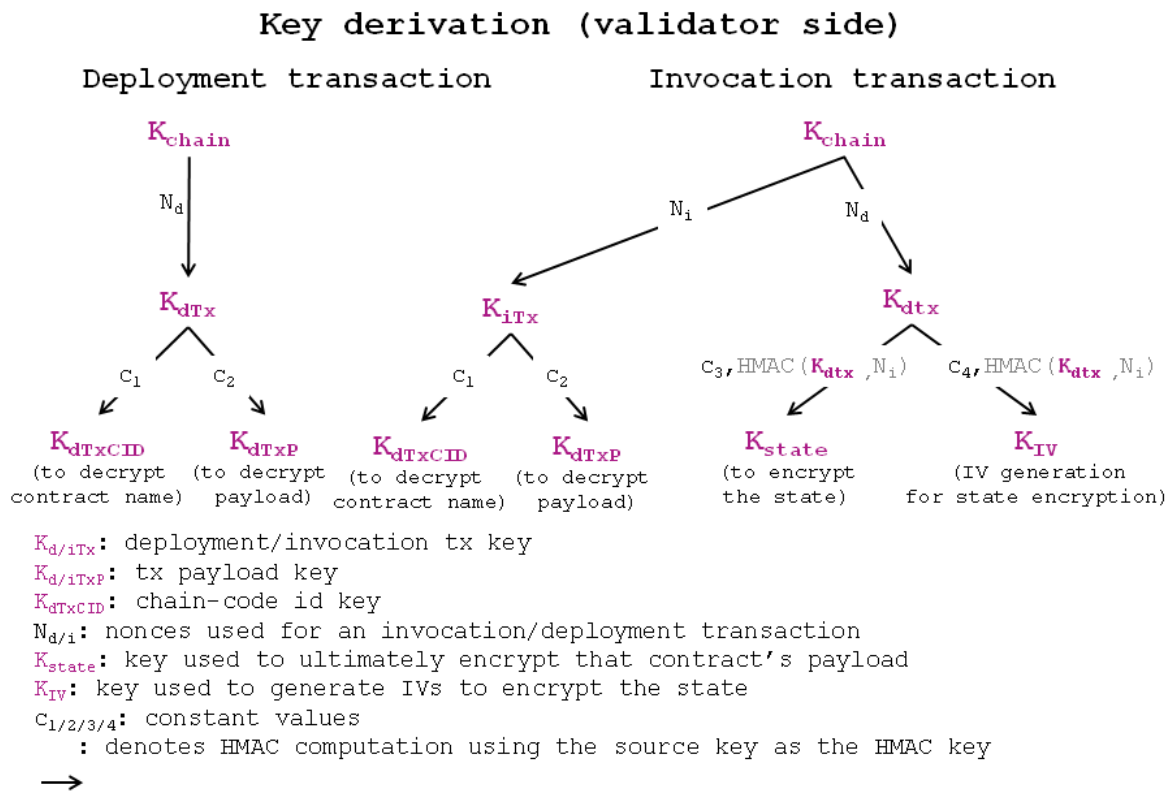 Key derivation (validator side)
Deployment transaction
Invocation transaction
Kchain
Kchain
Nd
Ni
Nd
KdTx
KiTx
Kdtx
c1
c2
c1
c2
c3,HMAC(Kdtx ,Ni)
c4,HMAC(Kdtx ,Ni)
KdTxCID
(to decrypt
contract name)
KdTxP
(to decrypt
payload)
KdTxCID
(to decrypt
contract name)
KdTxP
(to decrypt
payload)
Kstate
(to encrypt
the state)
KIV
(IV generation
for state encryption)
Kd/iTx: deployment/invocation tx key
Kd/iTxP: tx payload key
KdTxCID: chain-code id key
Nd/i: nonces used for an invocation/deployment transaction
Kstate: key used to ultimately encrypt that contract's payload
KIV: key used to generate IVs to encrypt the state
c1/2/3/4: constant values
: denotes HMAC computation using the source key as the HMAC key